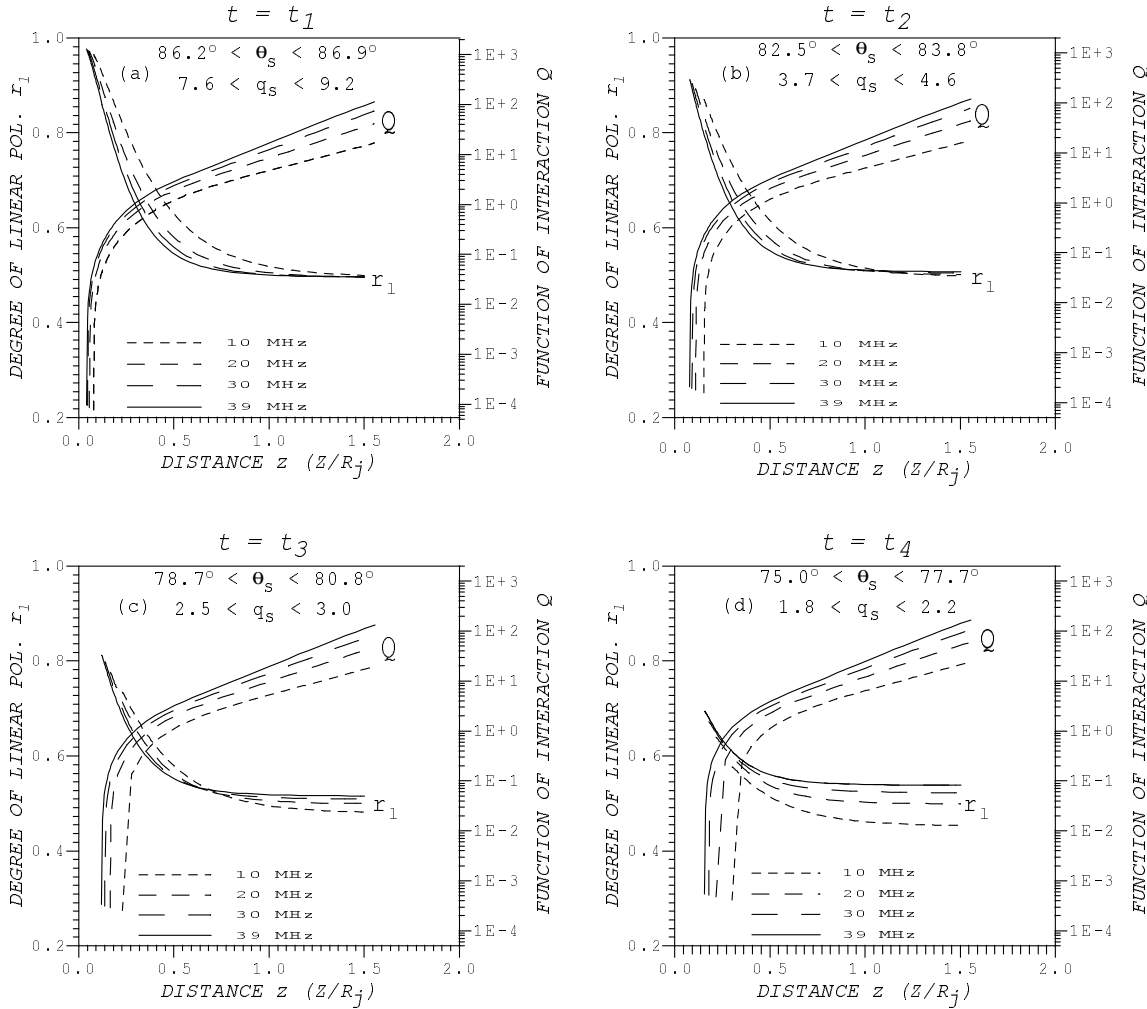 t = t1
86.2° < θs < 86.9°
(a)
7.6 < qs < 9.2
Q
r1
10 MHz
20 MHz
30 MHz
39 MHz
1.0
0.8
0.6
0.4
0.2
DEGREE OF LINEAR POL. r1
1E+3
1E+2
1E+1
1E+0
1E-1
1E-2
1E-3
1E-4
FUNCTION OF INTERACTION Q
0.0 0.5 1.0 1.5 2.0
DISTANCE z (Z/Rj)
t = t2
82.5° < θs < 83.8°
(b)
3.7 < qs < 4.6
Q
r1
10 MHz
20 MHz
30 MHz
39 MHz
1.0
0.8
0.6
0.4
0.2
DEGREE OF LINEAR POL. r1
1E+3
1E+2
1E+1
1E+0
1E-1
1E-2
1E-3
1E-4
FUNCTION OF INTERACTION Q
0.0 0.5 1.0 1.5 2.0
DISTANCE z (Z/Rj)
t = t3
78.7° < θs < 80.8°
(c)
2.5 < qs < 3.0
Q
r1
10 MHz
20 MHz
30 MHz
39 MHz
1.0
0.8
0.6
0.4
0.2
DEGREE OF LINEAR POL. r1
1E+3
1E+2
1E+1
1E+0
1E-1
1E-2
1E-3
1E-4
FUNCTION OF INTERACTION Q
0.0 0.5 1.0 1.5 2.0
DISTANCE z (Z/Rj)
t = t4
75.0° < θs < 77.7°
(d)
1.8 < qs < 2.2
Q
r1
10 MHz
20 MHz
30 MHz
39 MHz
1.0
0.8
0.6
0.4
0.2
DEGREE OF LINEAR POL. r1
1E+3
1E+2
1E+1
1E+0
1E-1
1E-2
1E-3
1E-4
FUNCTION OF INTERACTION Q
0.0 0.5 1.0 1.5 2.0
DISTANCE z (Z/Rj)